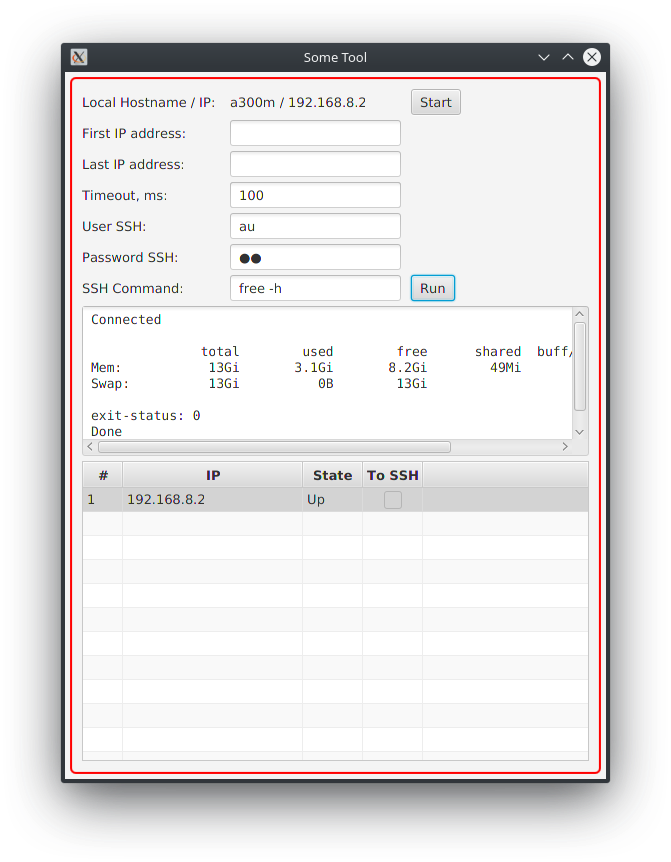 Some Tool
Local Hostname / IP: a300m / 192.168.8.2 Start
First IP address:
Last IP address:
Timeout, ms: 100
User SSH: au
Password SSH: ●●
SSH Command: free -h Run
Connected
total used free shared buff/
Mem: 13Gi 3.1Gi 8.2Gi 49Mi
Swap: 13Gi 0B 13Gi
exit-status: 0
Done
# IP State To SSH
1 192.168.8.2 Up